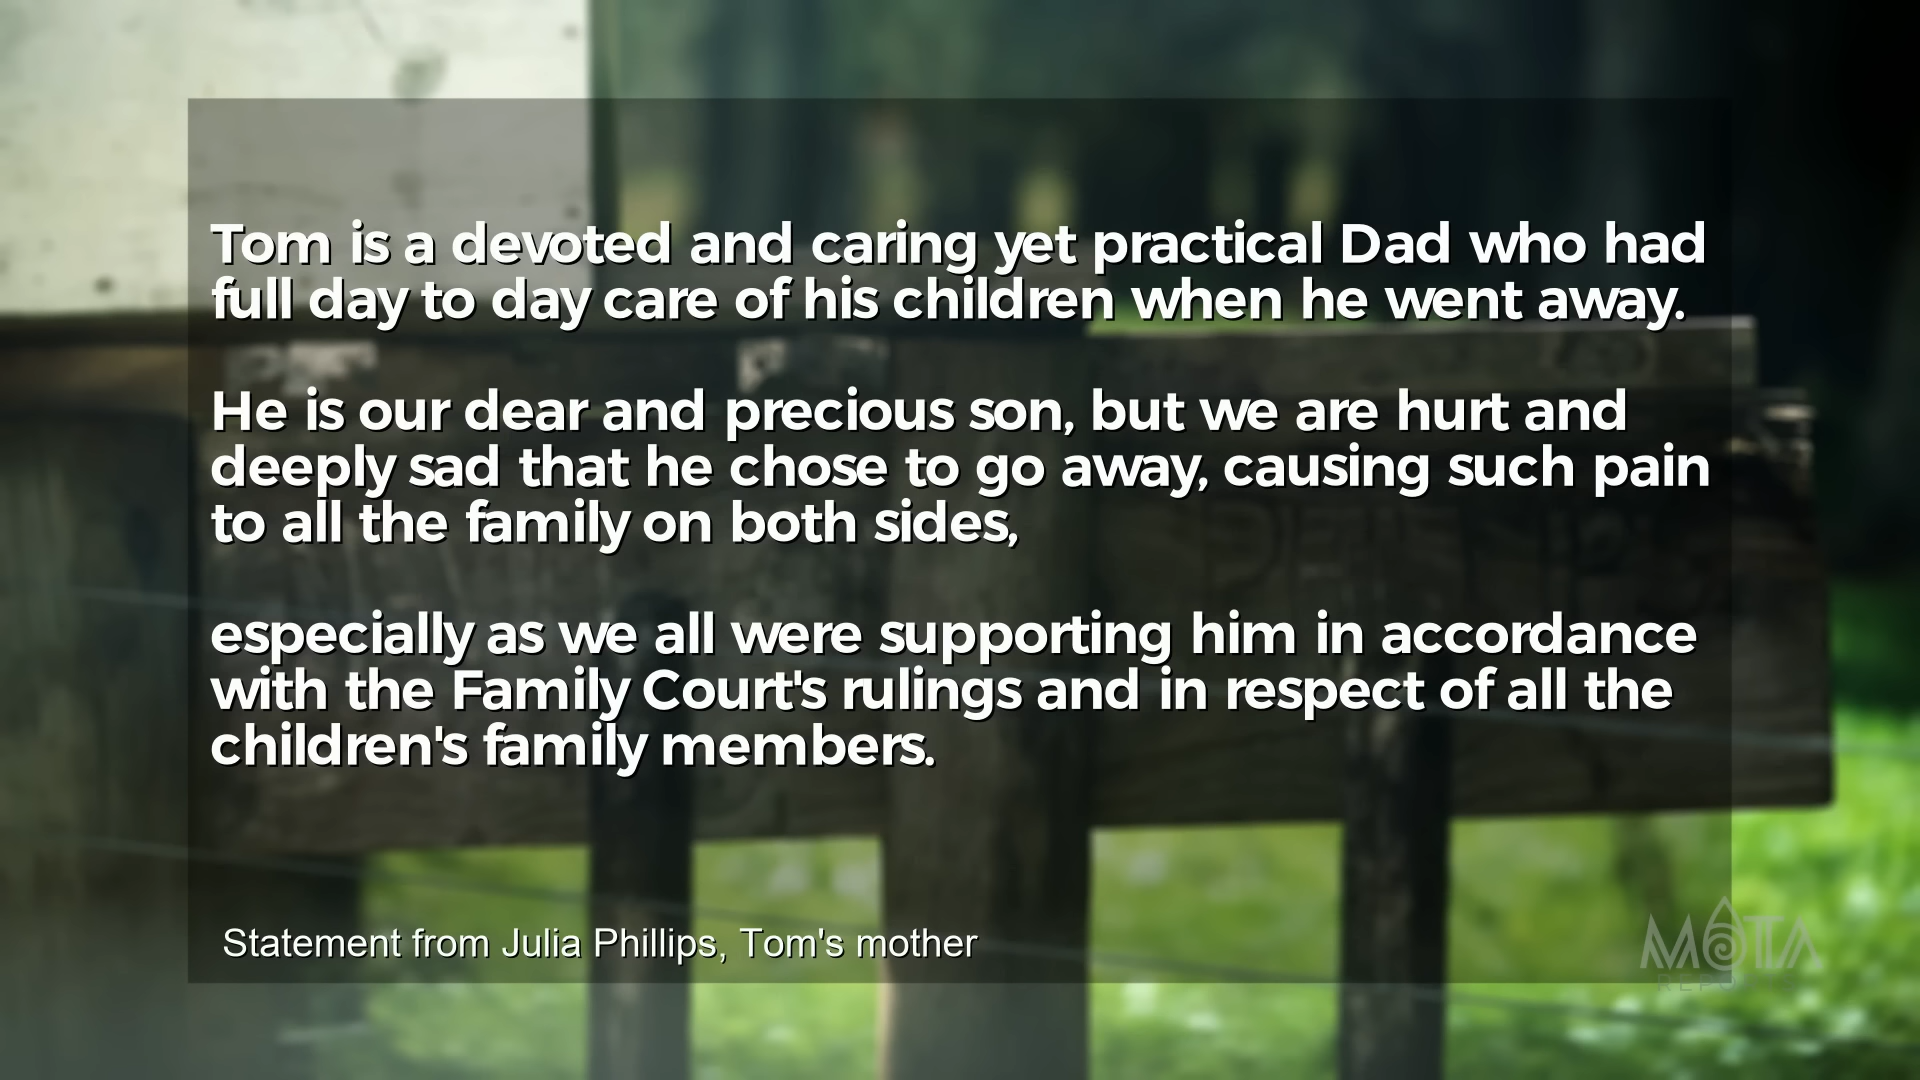 Tom is a devoted and caring yet practical Dad who had
full day to day care of his children when he went away.
He is our dear and precious son, but we are hurt and
deeply sad that he chose to go away, causing such pain
to all the family on both sides,
especially as we all were supporting him in accordance
with the Family Court's rulings and in respect of all the
children's family members.
Statement from Julia Phillips, Tom's mother
MATA
REPORTS